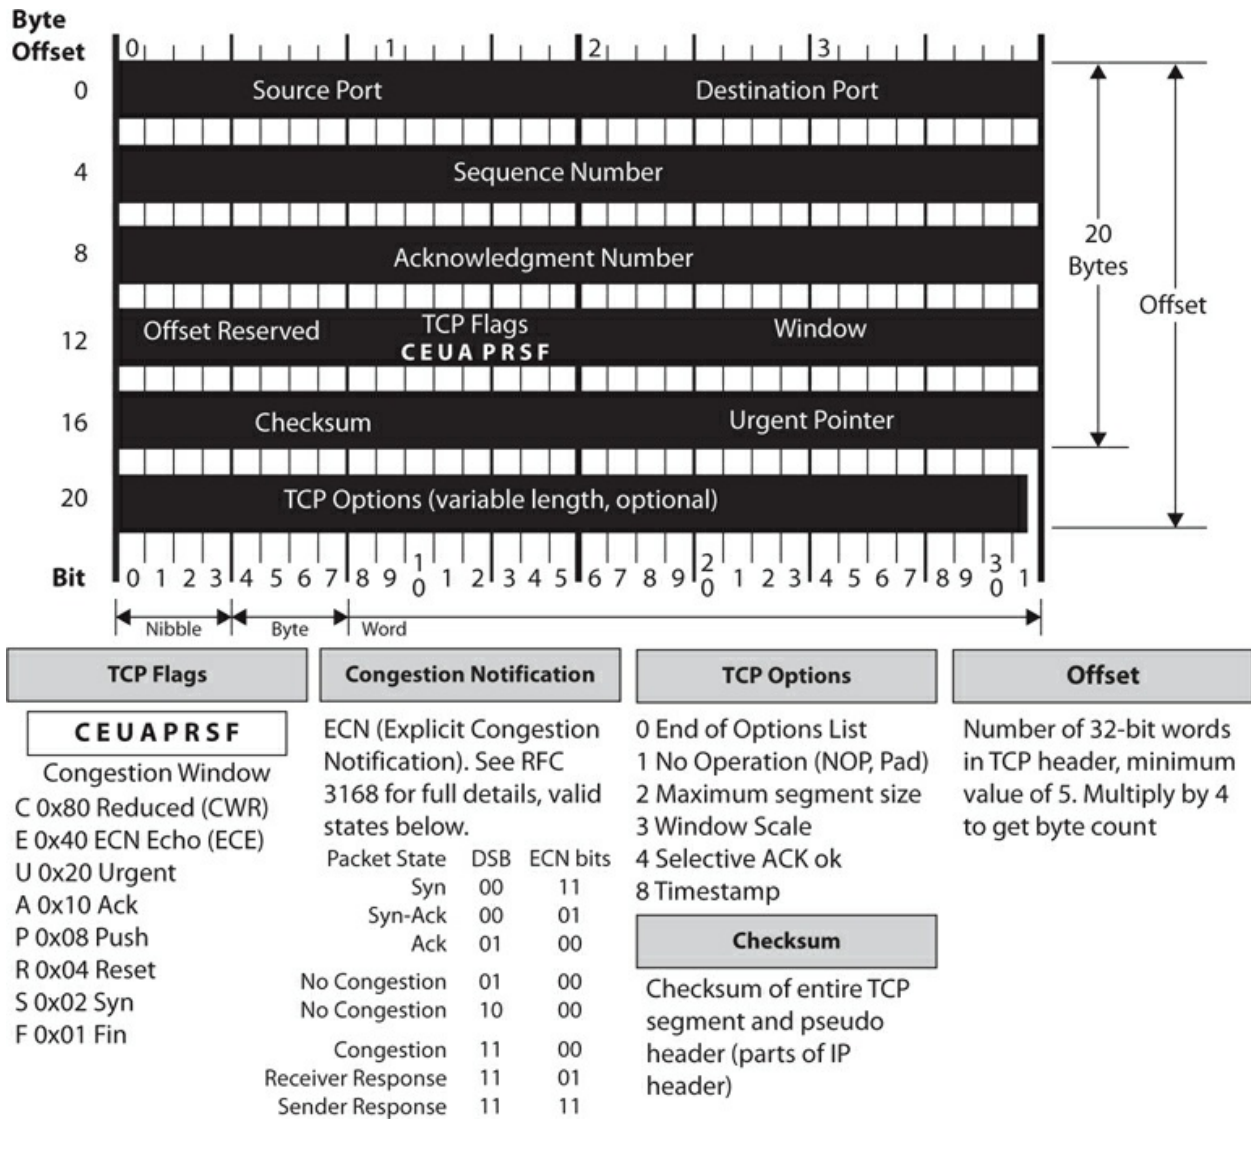 Byte
Offset
0 1 2 3
0 Source Port Destination Port
4 Sequence Number
8 Acknowledgment Number
20
Bytes
Offset
12 Offset Reserved TCP Flags Window
C E U A P R S F
16 Checksum Urgent Pointer
20 TCP Options (variable length, optional)
Bit 0 1 2 3 4 5 6 7 8 9 10 1 2 3 4 5 6 7 8 9 20 1 2 3 4 5 6 7 8 9 30 1
Nibble Byte Word
TCP Flags
C E U A P R S F
Congestion Window
C 0x80 Reduced (CWR)
E 0x40 ECN Echo (ECE)
U 0x20 Urgent
A 0x10 Ack
P 0x08 Push
R 0x04 Reset
S 0x02 Syn
F 0x01 Fin
Congestion Notification
ECN (Explicit Congestion
Notification). See RFC
3168 for full details, valid
states below.
Packet State DSB ECN bits
Syn 00 11
Syn-Ack 00 01
Ack 01 00
No Congestion 01 00
No Congestion 10 00
Congestion 11 00
Receiver Response 11 01
Sender Response 11 11
TCP Options
0 End of Options List
1 No Operation (NOP, Pad)
2 Maximum segment size
3 Window Scale
4 Selective ACK ok
8 Timestamp
Checksum
Checksum of entire TCP
segment and pseudo
header (parts of IP
header)
Offset
Number of 32-bit words
in TCP header, minimum
value of 5. Multiply by 4
to get byte count